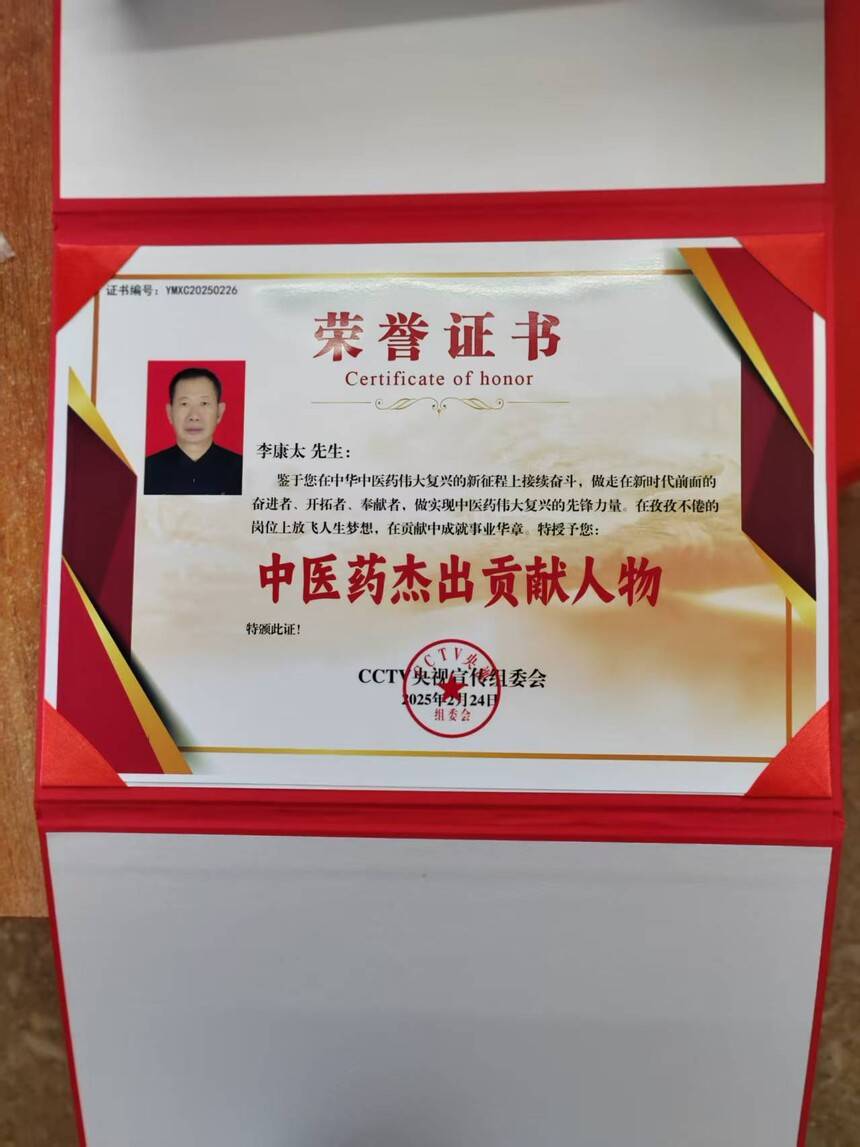 证书编号：YMXC20250226
荣誉证书
Certificate of honor
李康太 先生：
鉴于您在中华中医药伟大复兴的新征程上接续奋斗，做走在新时代前面的
奋进者、开拓者、奉献者，做实现中医药伟大复兴的先锋力量。在孜孜不倦的
岗位上放飞人生梦想，在贡献中成就事业华章。特授予您：
中医药杰出贡献人物
特颁此证！
CCTV央视宣传组委会
2025年2月24日
CCTV央视
组委会